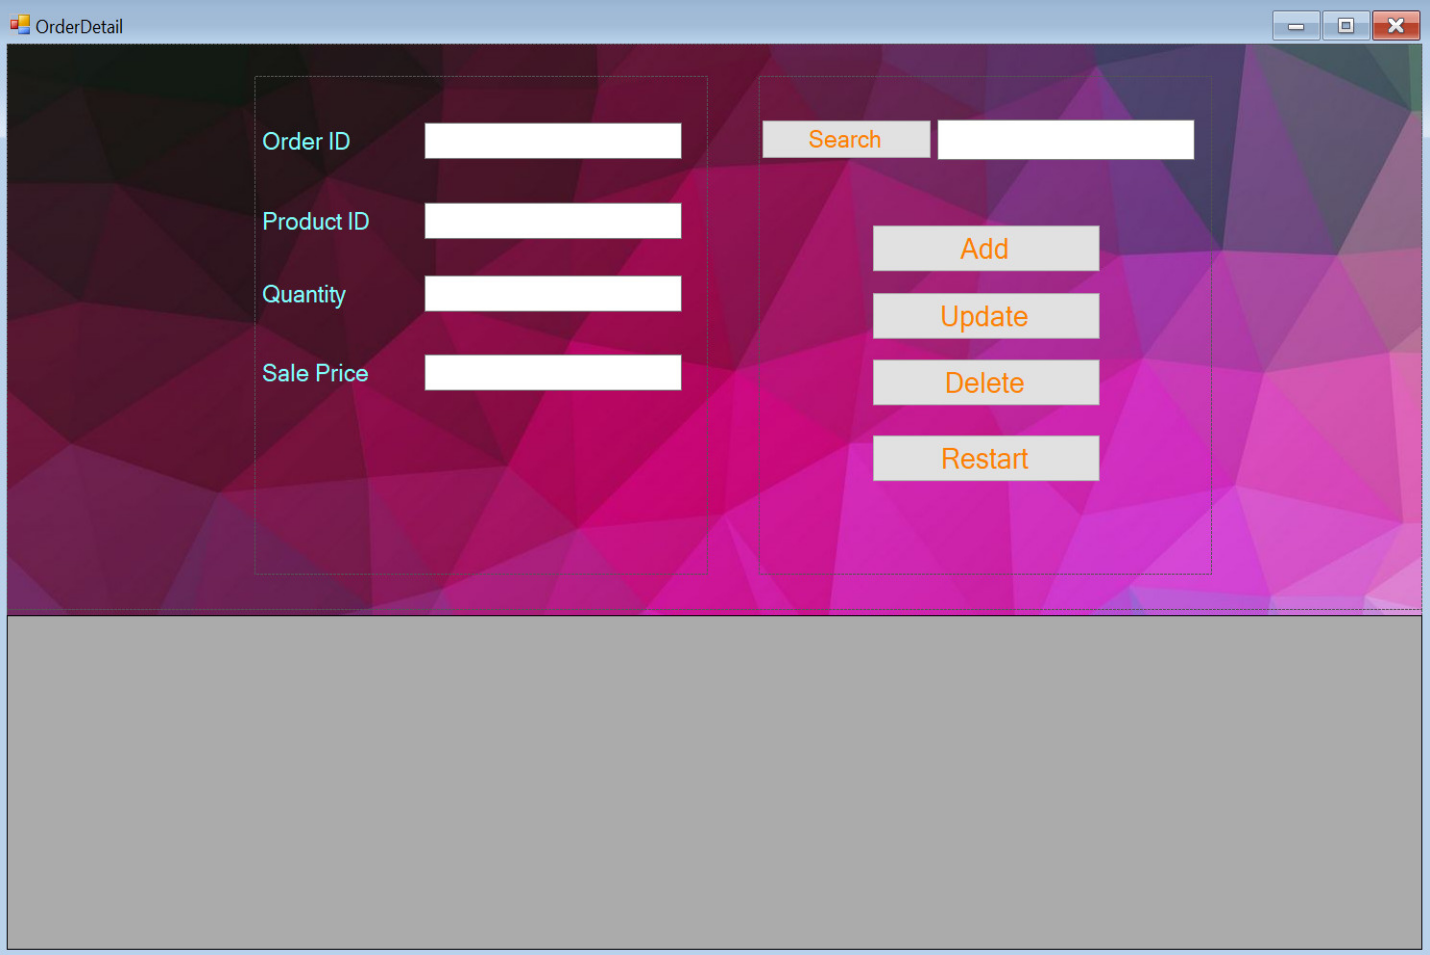 OrderDetail
Order ID
Product ID
Quantity
Sale Price
Search
Add
Update
Delete
Restart